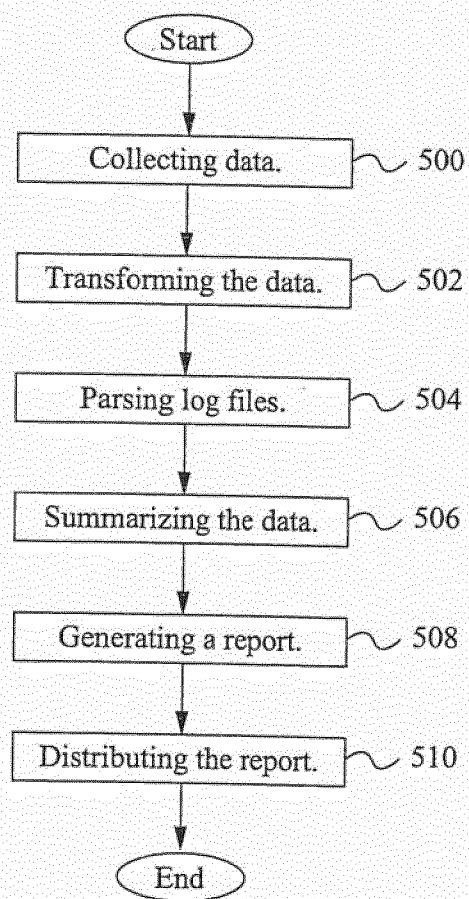 Start
Collecting data. 500
Transforming the data. 502
Parsing log files. 504
Summarizing the data. 506
Generating a report. 508
Distributing the report. 510
End